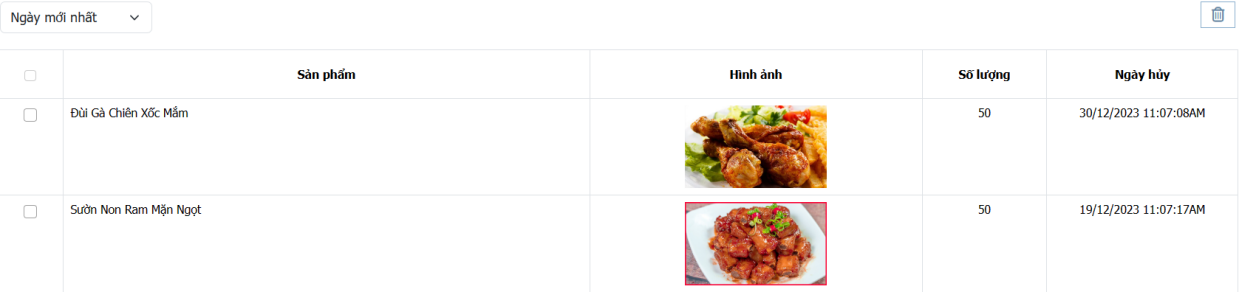 Ngày mới nhất
Sản phẩm Hình ảnh Số lượng Ngày hủy
Đùi Gà Chiên Xốc Mắm 50 30/12/2023 11:07:08AM
Sườn Non Ram Mặn Ngọt 50 19/12/2023 11:07:17AM